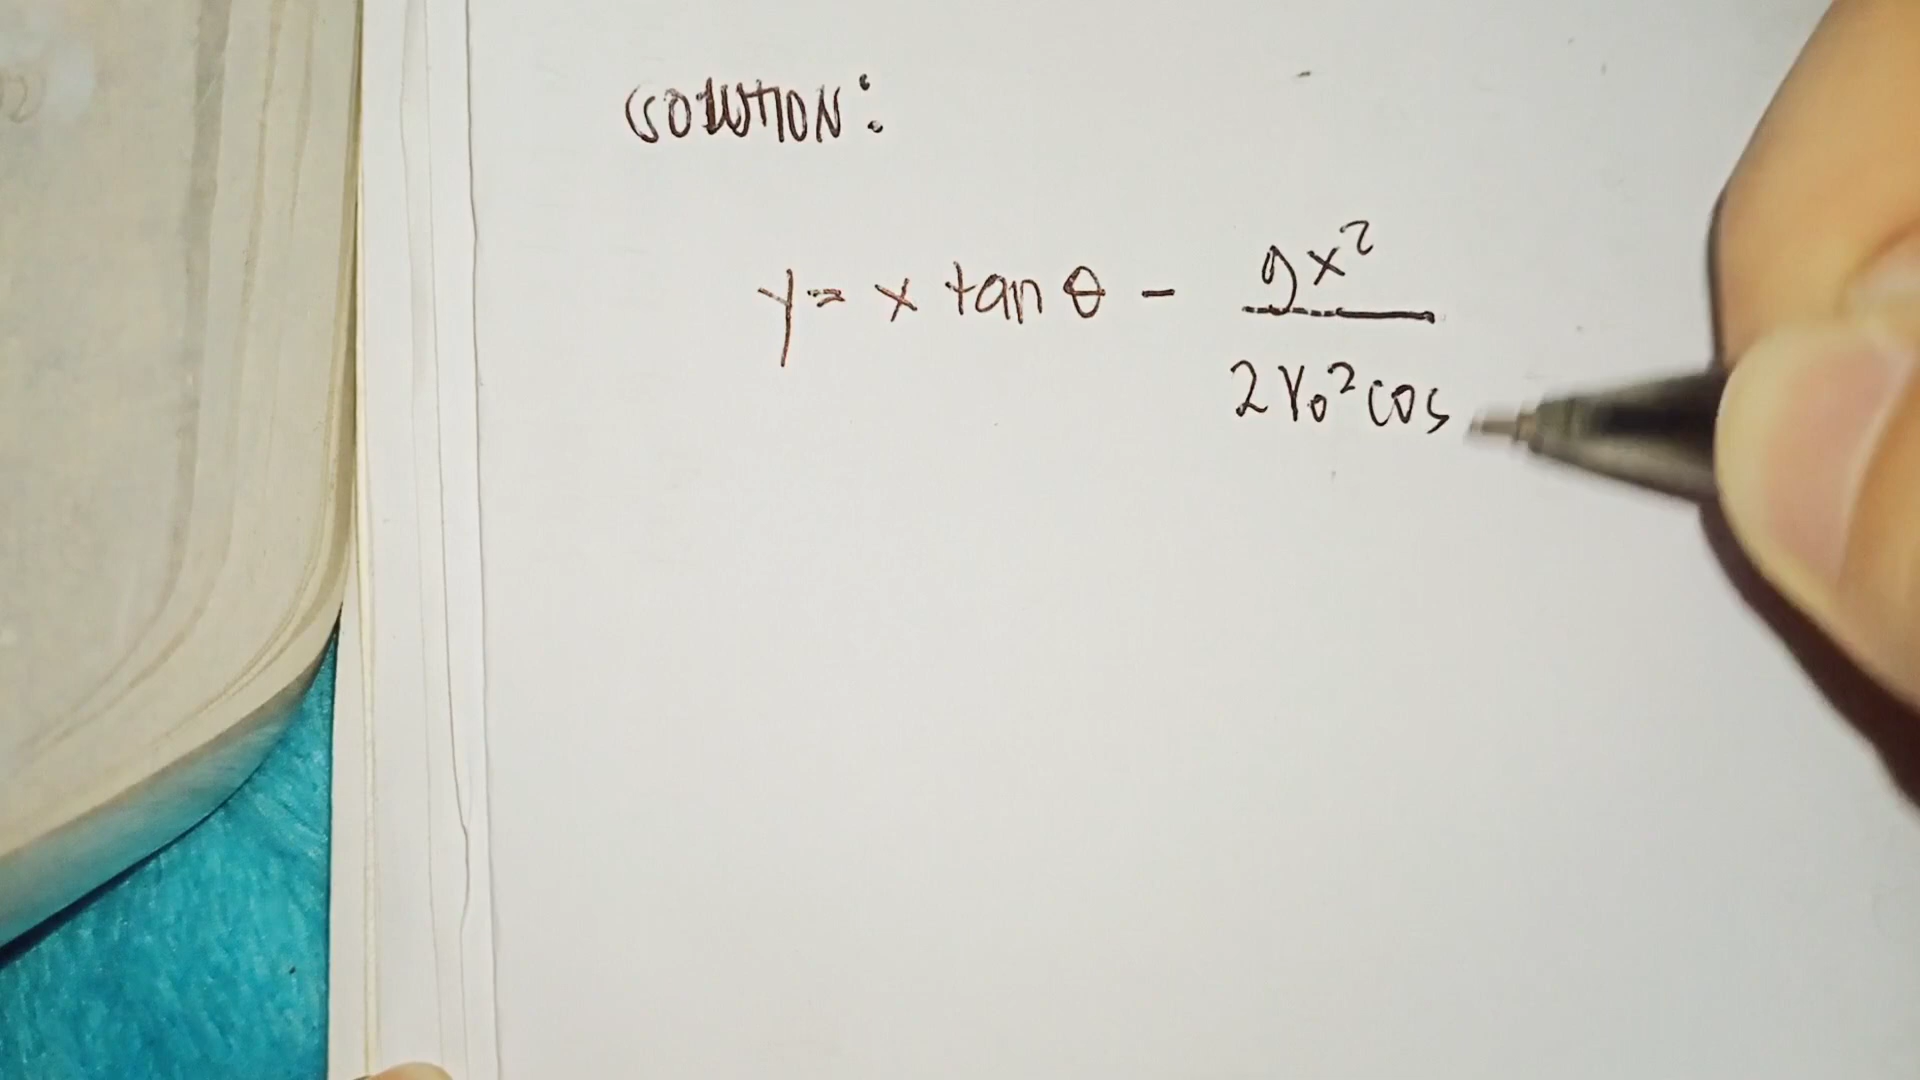 SOLUTION:
y = x tan θ - gx²
2V₀² cos